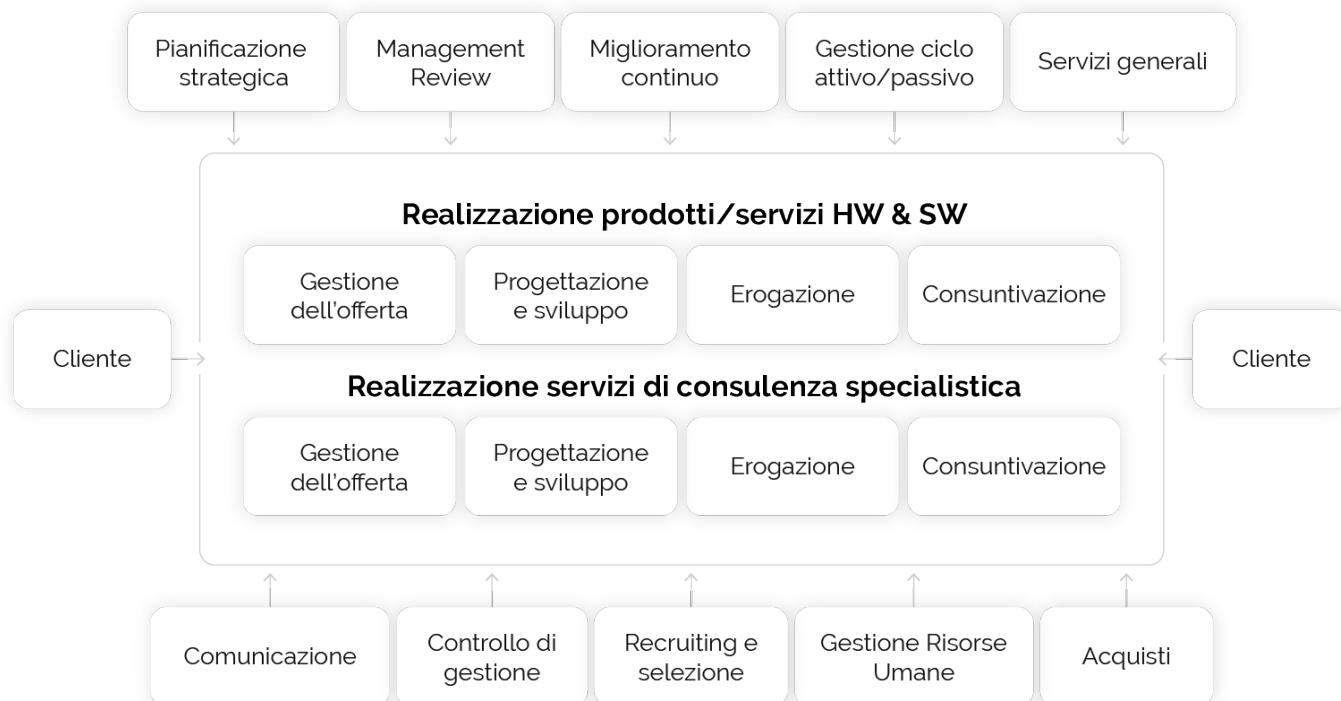 Pianificazione
strategica
Management
Review
Miglioramento
continuo
Gestione ciclo
attivo/passivo
Servizi generali
Realizzazione prodotti/servizi HW & SW
Gestione
dell'offerta
Progettazione
e sviluppo
Erogazione
Consuntivazione
Cliente
Cliente
Realizzazione servizi di consulenza specialistica
Gestione
dell'offerta
Progettazione
e sviluppo
Erogazione
Consuntivazione
Comunicazione
Controllo di
gestione
Recruiting e
selezione
Gestione Risorse
Umane
Acquisti